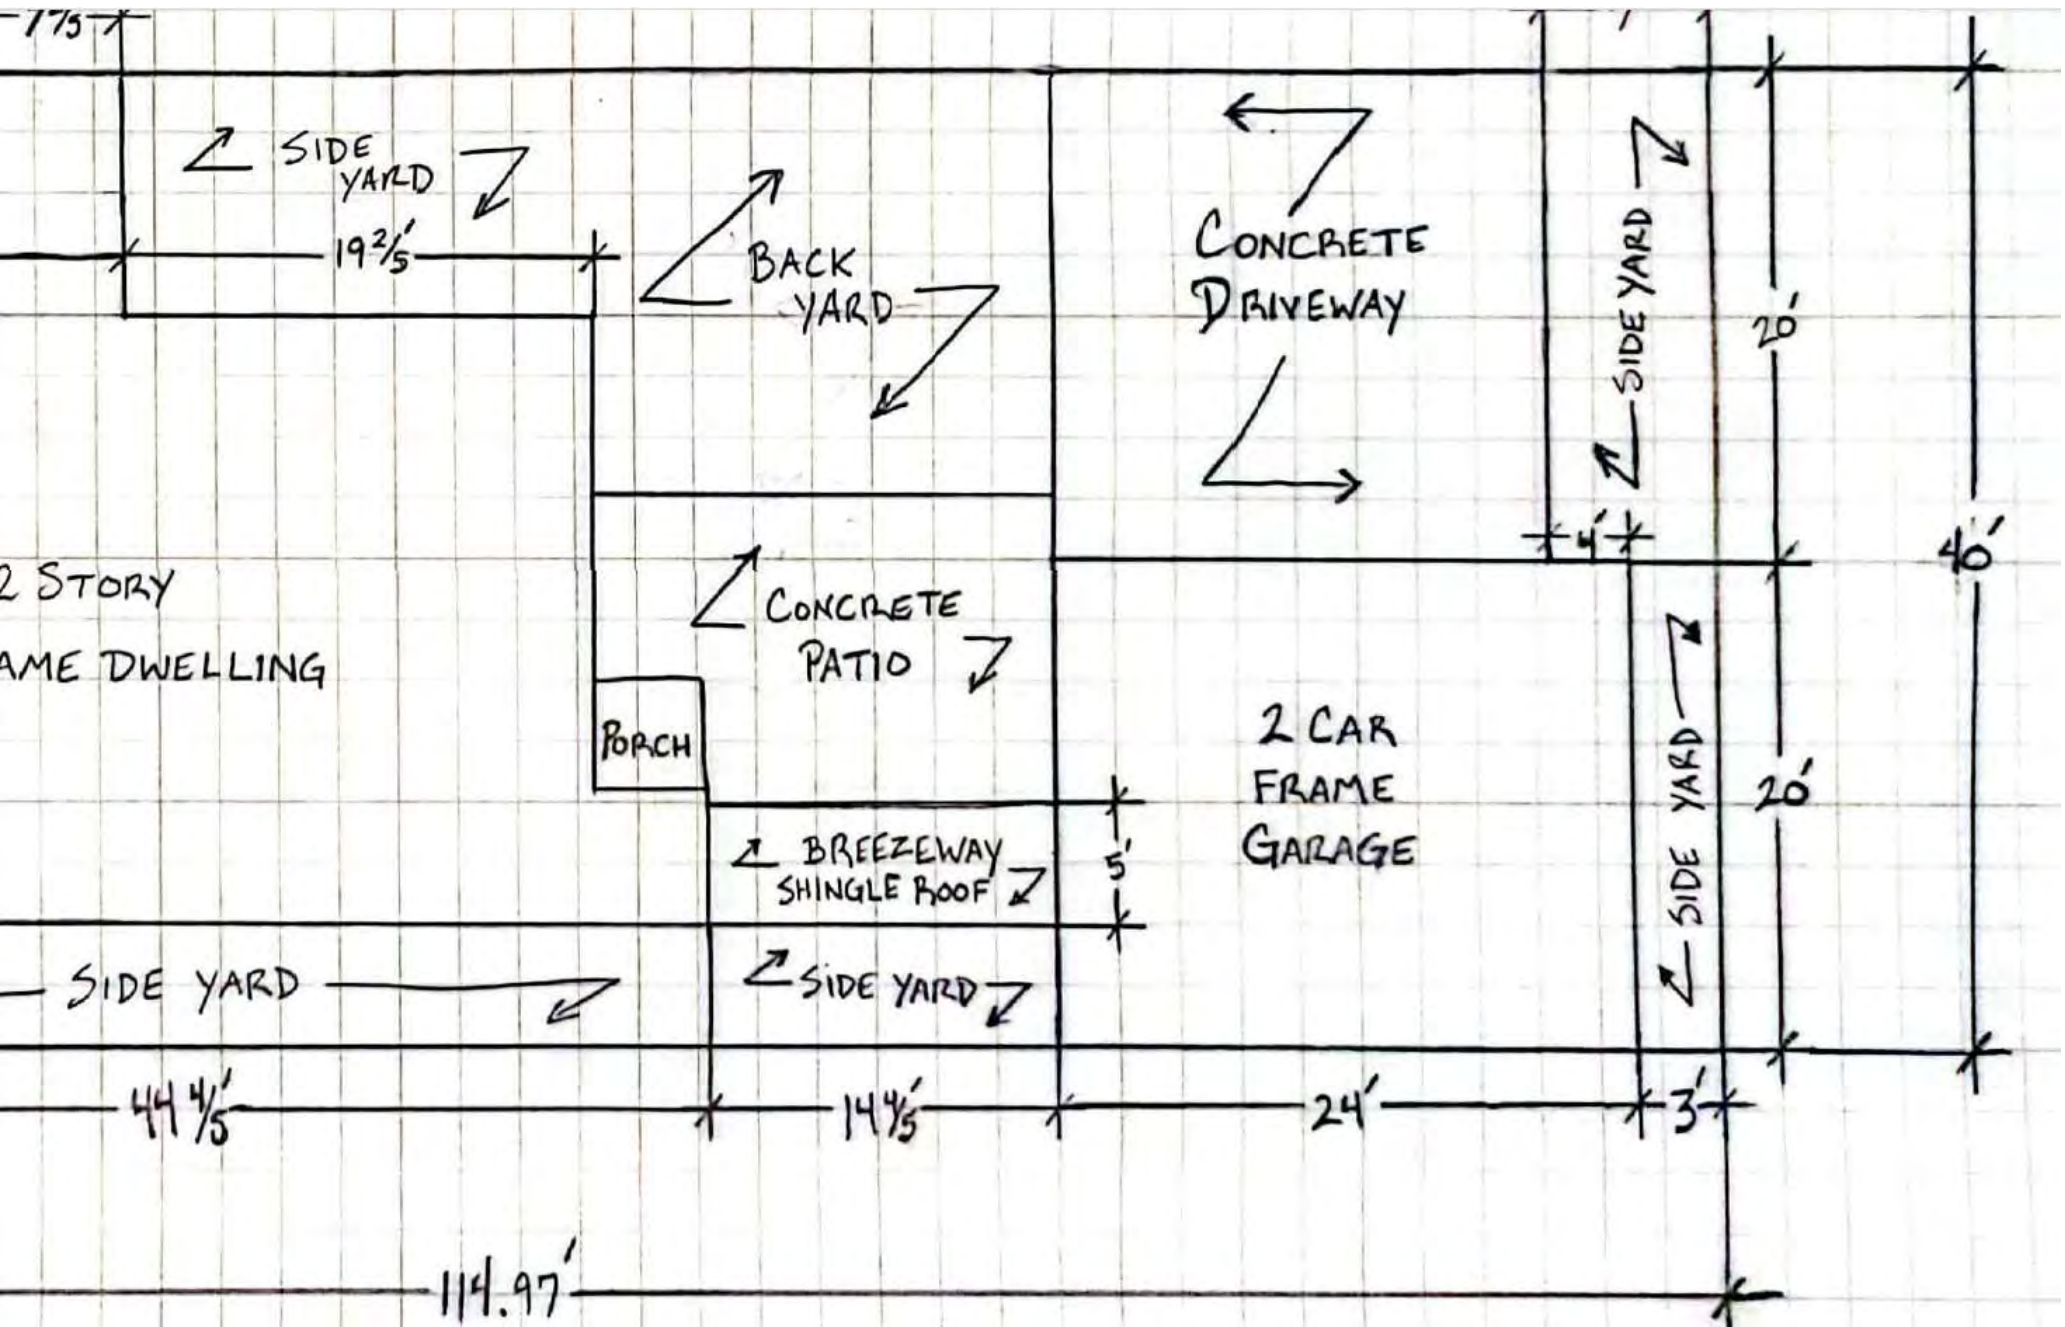 SIDE
YARD
19 2/5'
BACK
YARD
CONCRETE
DRIVEWAY
SIDE YARD
20'
4'
40'
2 STORY
AME DWELLING
CONCRETE
PATIO
PORCH
2 CAR
FRAME
GARAGE
SIDE YARD
20'
BREEZEWAY
SHINGLE ROOF
5'
SIDE YARD
SIDE YARD
44 4/5'
14 4/5'
24'
3'
114.97'